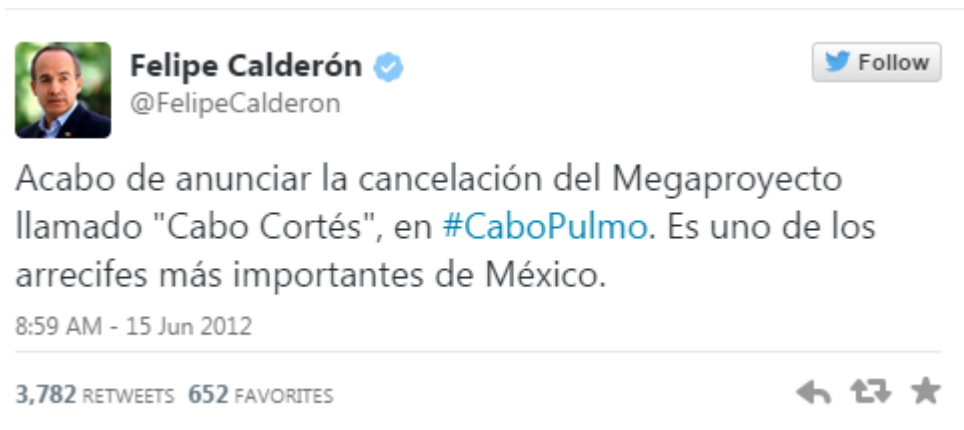 Felipe Calderón
Follow
@FelipeCalderon
Acabo de anunciar la cancelación del Megaproyecto
llamado "Cabo Cortés", en #CaboPulmo. Es uno de los
arrecifes más importantes de México.
8:59 AM - 15 Jun 2012
3,782 RETWEETS 652 FAVORITES